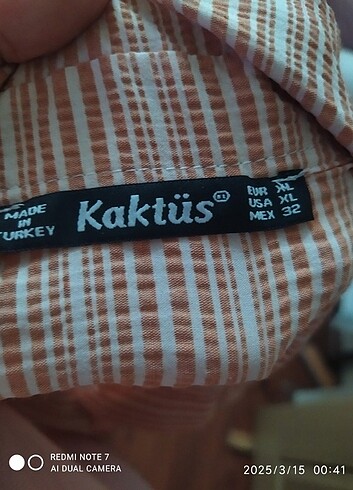 MADE
IN
TURKEY
Kaktüs
EUR XL
USA XL
MEX 32
REDMI NOTE 7
AI DUAL CAMERA
2025/3/15 00:41